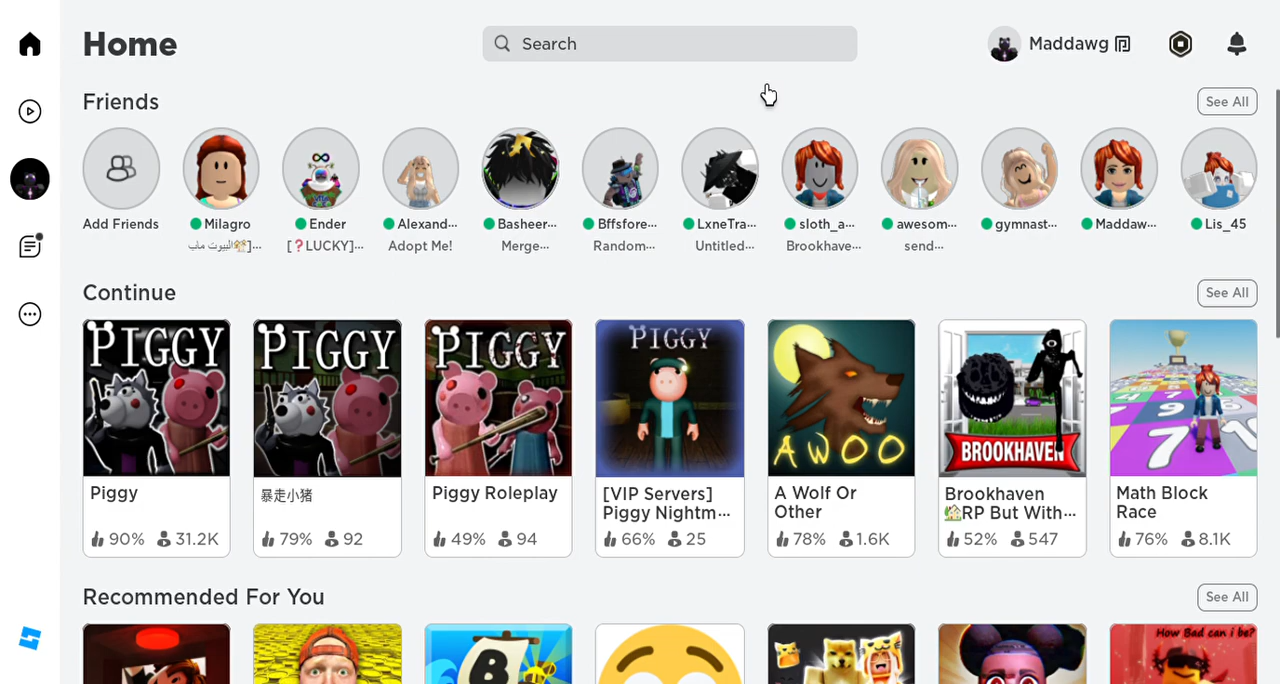 Home
Search
Maddawg
Friends
See All
Add Friends
Milagro
Ender
Alexand...
Basheer...
Bffsfore...
LxneTra...
sloth_a...
awesom...
gymnast...
Maddaw...
Lis_45
[❓LUCKY]...
Adopt Me!
Merge...
Random...
Untitled...
Brookhave...
send...
Continue
See All
PIGGY
PIGGY
PIGGY
PIGGY
AWOO
BROOKHAVEN
Piggy
暴走小猪
Piggy Roleplay
[VIP Servers]
Piggy Nightm...
A Wolf Or
Other
Brookhaven
🏡RP But With...
Math Block
Race
90% 31.2K
79% 92
49% 94
66% 25
78% 1.6K
52% 547
76% 8.1K
Recommended For You
See All
B
How Bad can i be?